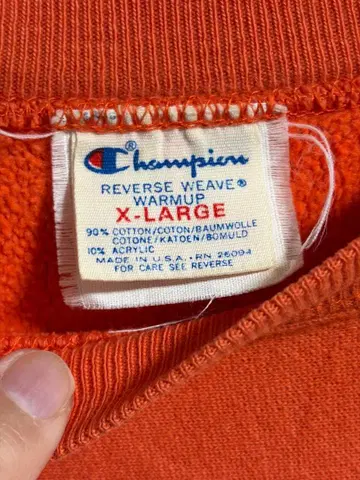 Champion®
REVERSE WEAVE®
WARMUP
X-LARGE
90% COTTON/COTON/BAUMWOLLE
COTONE/KATOEN/BOMULD
10% ACRYLIC
MADE IN U.S.A. • RN 26094
FOR CARE SEE REVERSE